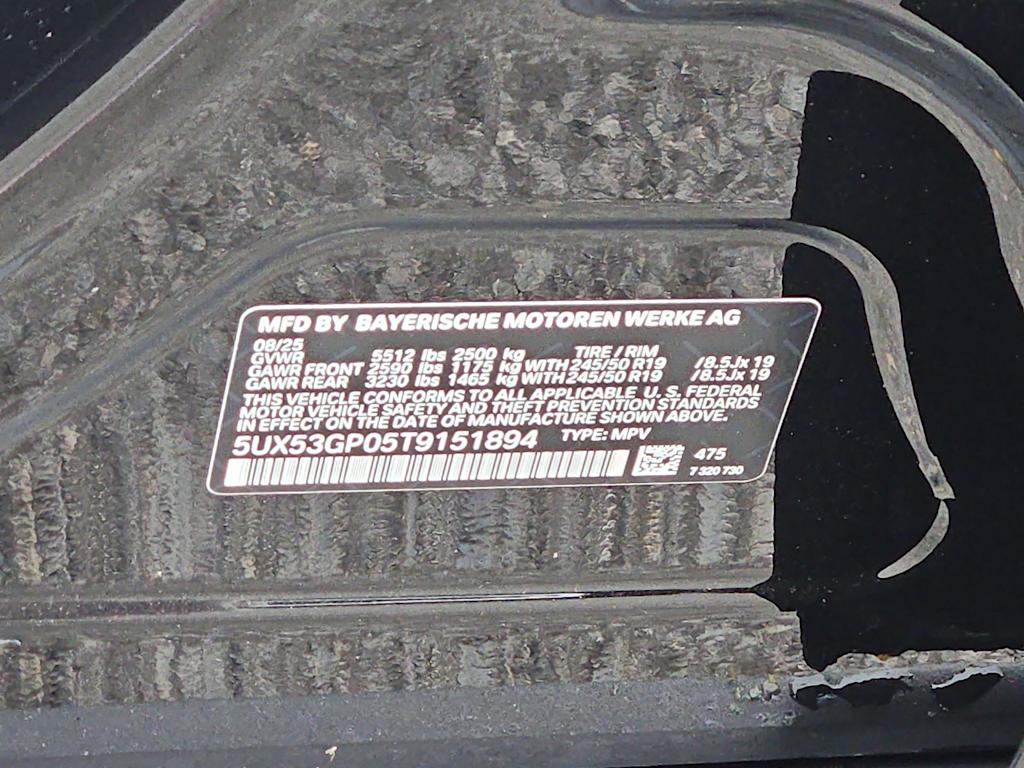 MFD BY BAYERISCHE MOTOREN WERKE AG
08/25
GVWR 5512 lbs 2500 kg TIRE / RIM
GAWR FRONT 2590 lbs 1175 kg WITH 245/50 R19 /8.5Jx 19
GAWR REAR 3230 lbs 1465 kg WITH 245/50 R19 /8.5Jx 19
THIS VEHICLE CONFORMS TO ALL APPLICABLE U. S. FEDERAL
MOTOR VEHICLE SAFETY AND THEFT PREVENTION STANDARDS
IN EFFECT ON THE DATE OF MANUFACTURE SHOWN ABOVE.
5UX53GP05T9151894 TYPE: MPV
475
7 320 730